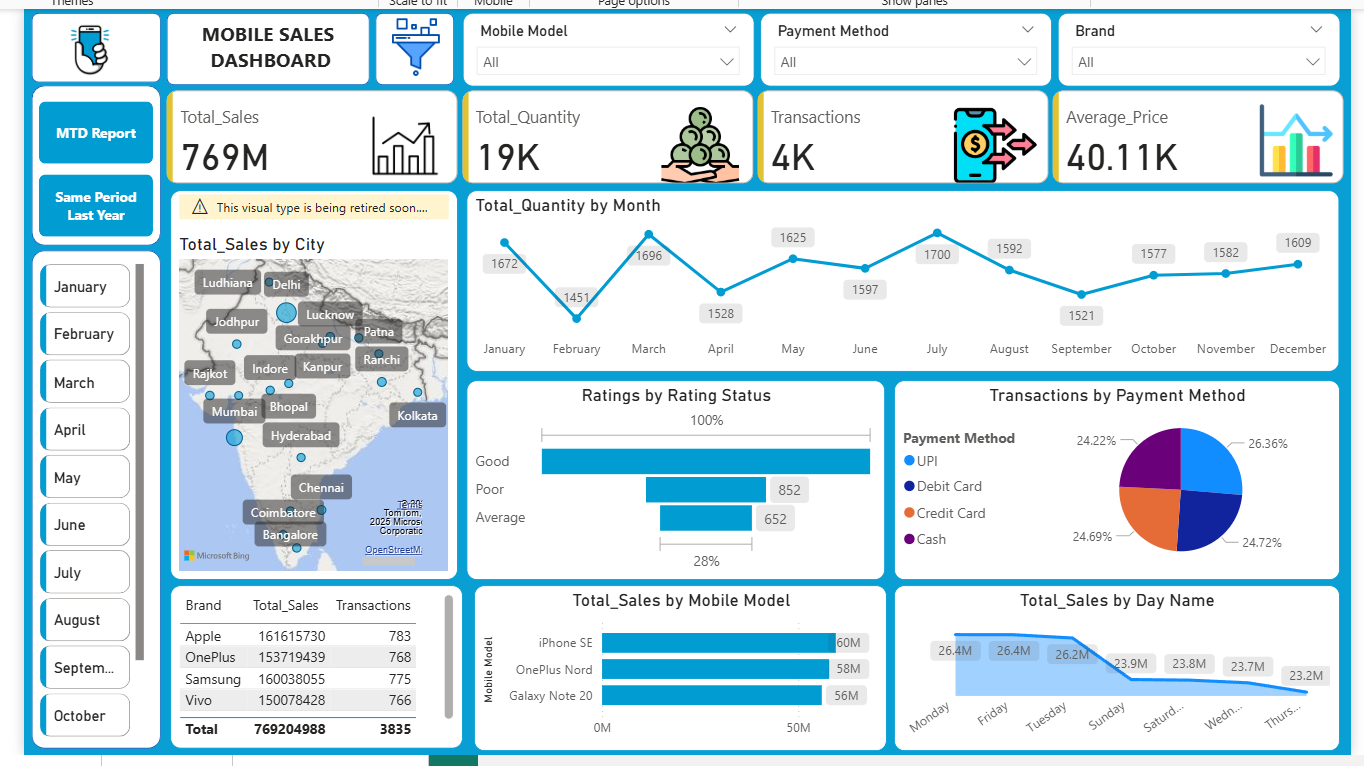 Themes
Scale to fit
Mobile
Page options
Show panes
MOBILE SALES
DASHBOARD
Mobile Model
All
Payment Method
All
Brand
All
MTD Report
Same Period
Last Year
Total_Sales
769M
Total_Quantity
19K
Transactions
4K
Average_Price
40.11K
January
February
March
April
May
June
July
August
Septem...
October
This visual type is being retired soon....
Total_Sales by City
Ludhiana
Delhi
Jodhpur
Lucknow
Gorakhpur
Patna
Rajkot
Indore
Kanpur
Ranchi
Mumbai
Bhopal
Kolkata
Hyderabad
Chennai
Coimbatore
Bangalore
Terms
TomTom,
2025 Microso
Corporatic
OpenStreetM
Microsoft Bing
Total_Quantity by Month
1672
1451
1696
1528
1625
1597
1700
1592
1521
1577
1582
1609
January
February
March
April
May
June
July
August
September
October
November
December
Ratings by Rating Status
100%
Good
Poor
852
Average
652
28%
Transactions by Payment Method
Payment Method
UPI
Debit Card
Credit Card
Cash
24.22%
26.36%
24.69%
24.72%
Brand Total_Sales Transactions
Apple 161615730 783
OnePlus 153719439 768
Samsung 160038055 775
Vivo 150078428 766
Total 769204988 3835
Total_Sales by Mobile Model
Mobile Model
iPhone SE
60M
OnePlus Nord
58M
Galaxy Note 20
56M
0M
50M
Total_Sales by Day Name
26.4M
26.4M
26.2M
23.9M
23.8M
23.7M
23.2M
Monday
Friday
Tuesday
Sunday
Saturd...
Wedn...
Thurs...